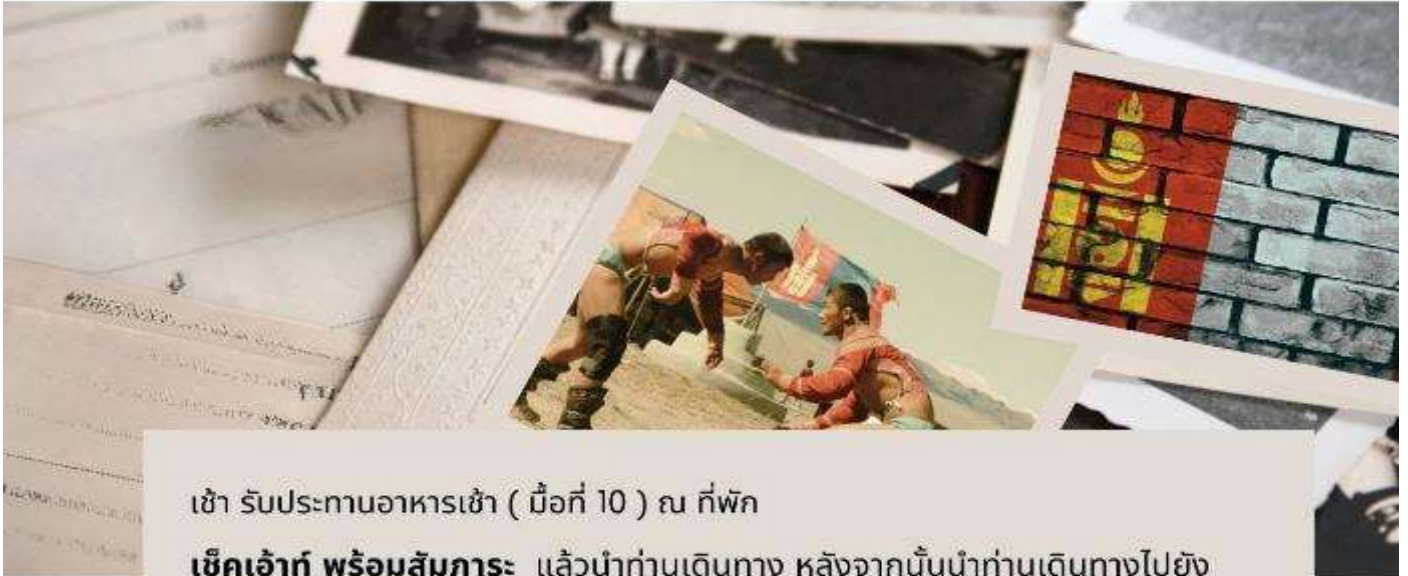 เช้า รับประทานอาหารเช้า ( มื้อที่ 10 ) ณ ที่พัก
เช็คเอ้าท์ พร้อมสัมภาระ แล้วนำท่านเดินทาง หลังจากนั้นนำท่านเดินทางไปยัง